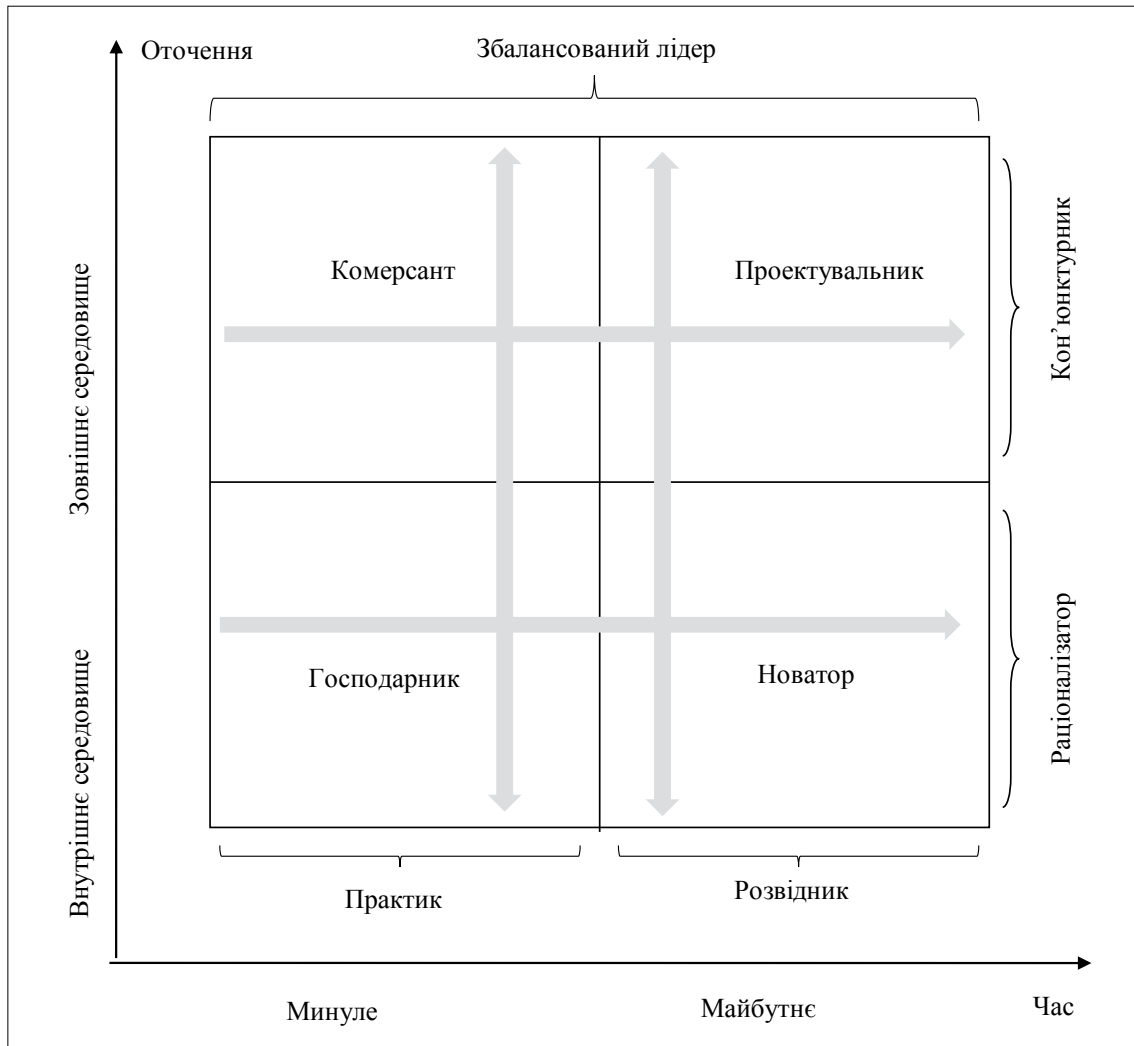 Оточення
Збалансований лідер
Зовнішнє середовище
Комерсант
Проектувальник
Кон’юнктурник
Внутрішнє середовище
Господарник
Новатор
Раціоналізатор
Практик
Розвідник
Минуле
Майбутнє
Час